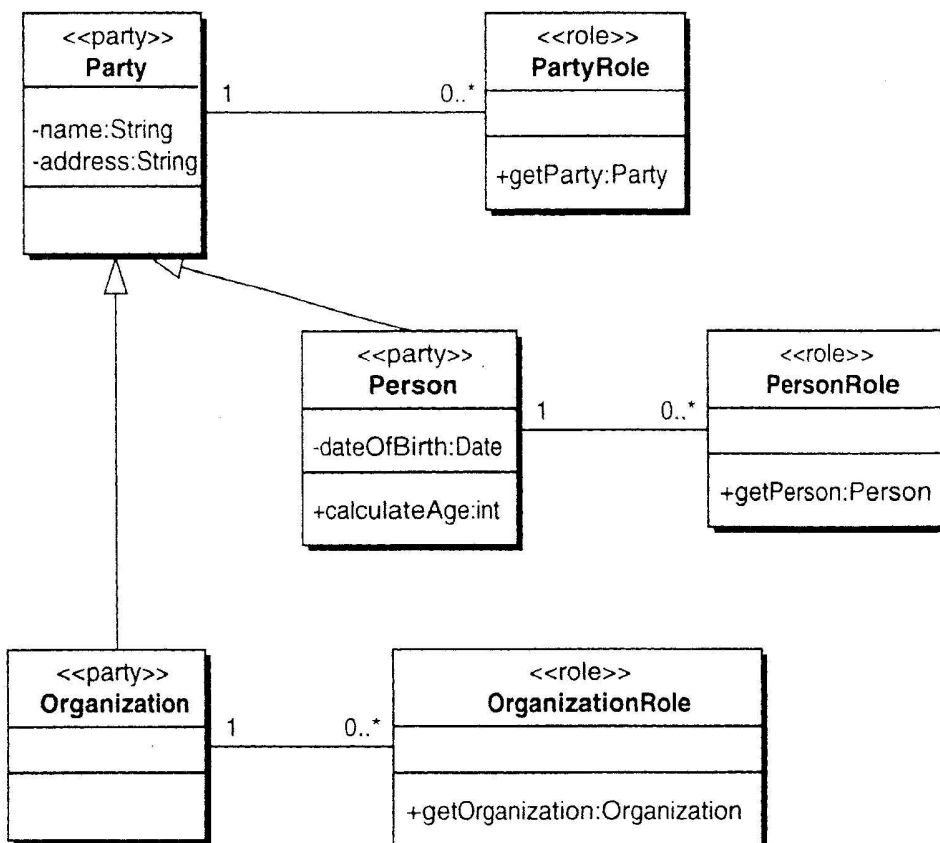 <<party>>
Party
-name:String
-address:String
1
0..*
<<role>>
PartyRole
+getParty:Party
<<party>>
Person
-dateOfBirth:Date
+calculateAge:int
1
0..*
<<role>>
PersonRole
+getPerson:Person
<<party>>
Organization
1
0..*
<<role>>
OrganizationRole
+getOrganization:Organization